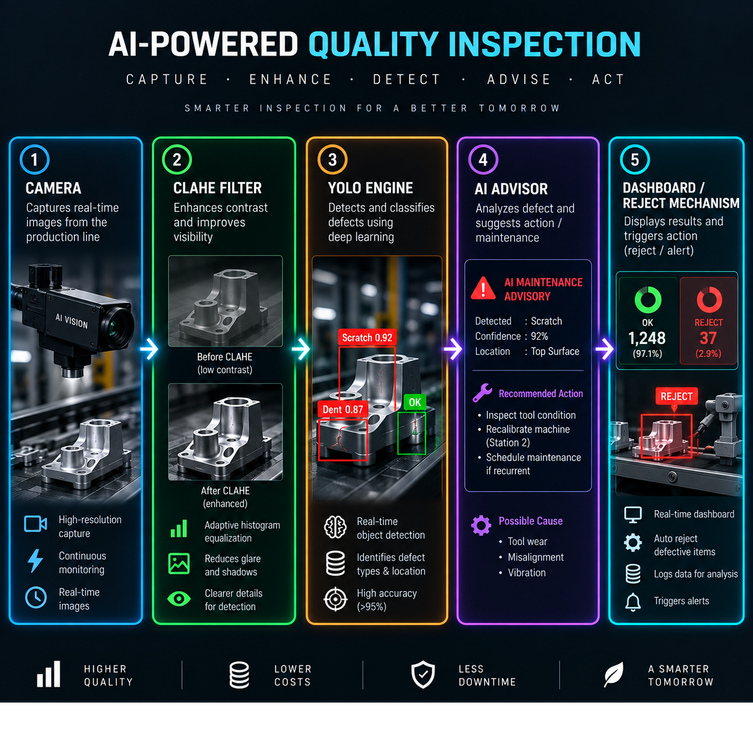 AI-POWERED QUALITY INSPECTION
CAPTURE · ENHANCE · DETECT · ADVISE · ACT
SMARTER INSPECTION FOR A BETTER TOMORROW
1
CAMERA
Captures real-time
images from the
production line
AI VISION
High-resolution
capture
Continuous
monitoring
Real-time
images
2
CLAHE FILTER
Enhances contrast
and improves
visibility
Before CLAHE
(low contrast)
After CLAHE
(enhanced)
Adaptive histogram
equalization
Reduces glare
and shadows
Clearer details
for detection
3
YOLO ENGINE
Detects and classifies
defects using
deep learning
Scratch 0.92
Dent 0.87
OK
Real-time
object detection
Identifies defect
types & location
High accuracy
(>95%)
4
AI ADVISOR
Analyzes defect and
suggests action /
maintenance
AI MAINTENANCE
ADVISORY
Detected : Scratch
Confidence : 92%
Location : Top Surface
Recommended Action
• Inspect tool condition
• Recalibrate machine
(Station 2)
• Schedule maintenance
if recurrent
Possible Cause
• Tool wear
• Misalignment
• Vibration
5
DASHBOARD /
REJECT MECHANISM
Displays results and
triggers action
(reject / alert)
OK
1,248
(97.1%)
REJECT
37
(2.9%)
REJECT
Real-time dashboard
Auto reject
defective items
Logs data for analysis
Triggers alerts
HIGHER
QUALITY
LOWER
COSTS
LESS
DOWNTIME
A SMARTER
TOMORROW